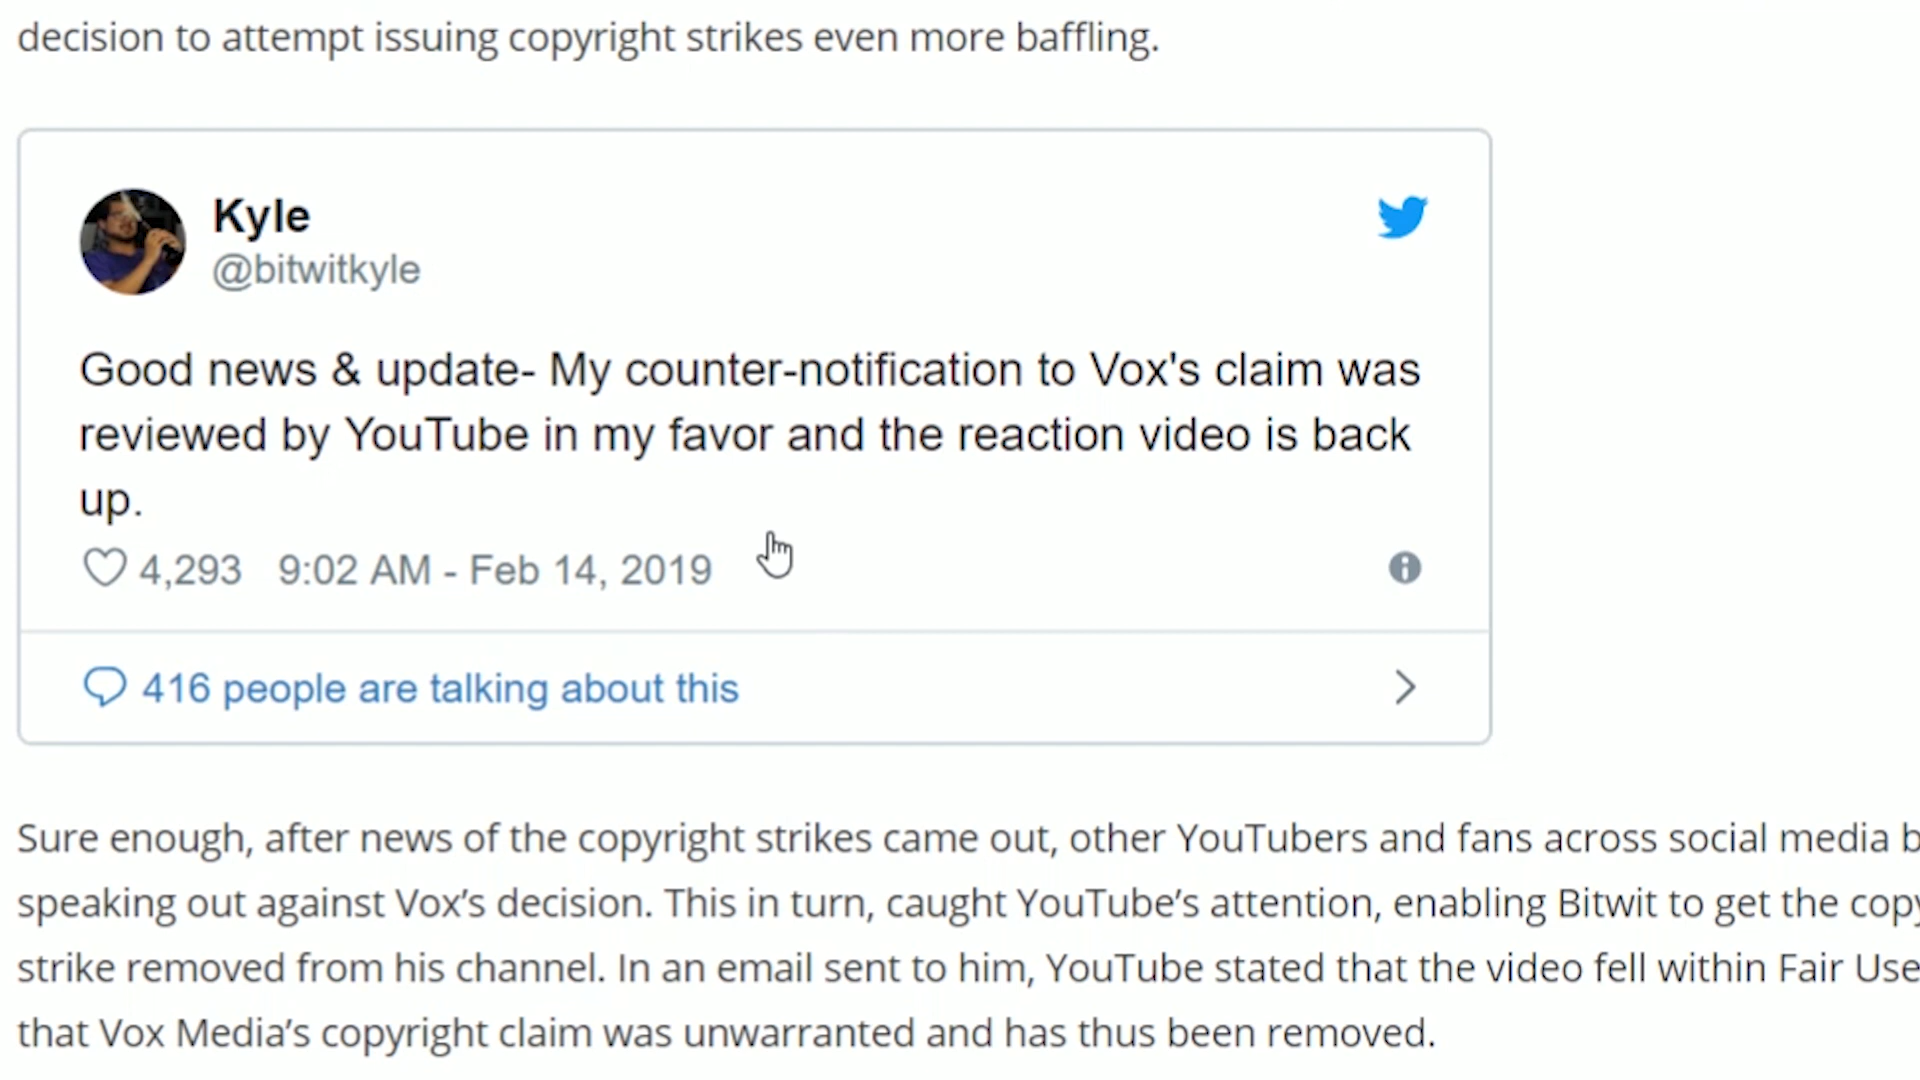 decision to attempt issuing copyright strikes even more baffling.
Kyle
@bitwitkyle
Good news & update- My counter-notification to Vox's claim was
reviewed by YouTube in my favor and the reaction video is back
up.
4,293 9:02 AM - Feb 14, 2019
416 people are talking about this
Sure enough, after news of the copyright strikes came out, other YouTubers and fans across social media b
speaking out against Vox’s decision. This in turn, caught YouTube’s attention, enabling Bitwit to get the copy
strike removed from his channel. In an email sent to him, YouTube stated that the video fell within Fair Use
that Vox Media’s copyright claim was unwarranted and has thus been removed.